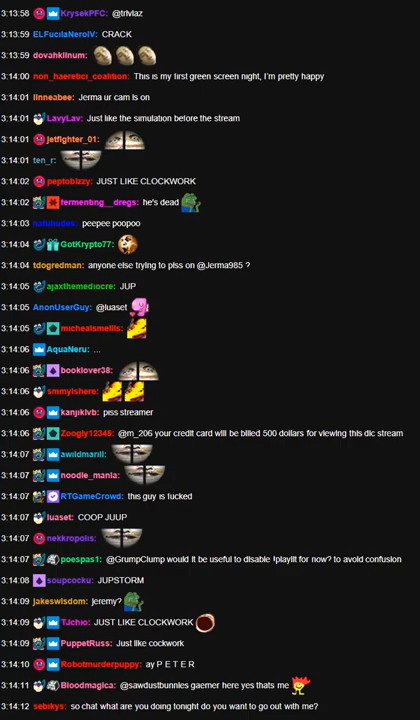 3:13:58 KrysekPFC: @triviaz
3:13:59 ELFucilaNeroIV: CRACK
3:13:59 dovahkiinum:
3:14:00 non_haeretici_coalition: This is my first green screen night, I'm pretty happy
3:14:01 linneabee: Jerma ur cam is on
3:14:01 LavyLav: Just like the simulation before the stream
3:14:01 jetfighter_01:
3:14:01 ten_r:
3:14:02 peptobizzy: JUST LIKE CLOCKWORK
3:14:02 fermenting__dregs: he's dead
3:14:03 peepee poopoo
3:14:04 GotKrypto77:
3:14:04 tdogredman: anyone else trying to piss on @Jerma985 ?
3:14:05 ajaxthemediocre: JUP
3:14:05 AnonUserGuy: @luaset
3:14:05 michealsmells:
3:14:06 AquaNeru: ...
3:14:06 booklover38:
3:14:06 smmyishere:
3:14:06 kanjikivb: piss streamer
3:14:06 Zoogly12345: @m_206 your credit card will be billed 500 dollars for viewing this dic stream
3:14:07 awildmanli:
3:14:07 noodle_mania:
3:14:07 RTGameCrowd: this guy is fucked
3:14:07 luaset: COOP JUUP
3:14:07 nekkropolis:
3:14:07 poespas1: @GrumpClump would it be useful to disable !playlit for now? to avoid confusion
3:14:08 soupcocku: JUPSTORM
3:14:09 jakeswisdom: jeremy?
3:14:09 TJchio: JUST LIKE CLOCKWORK
3:14:09 PuppetRuss: Just like cockwork
3:14:10 Robotmurderpuppy: ay P E T E R
3:14:11 Bloodmagica: @sawdustbunnies gaemer here yes thats me
3:14:12 sebikys: so chat what are you doing tonight do you want to go out with me?